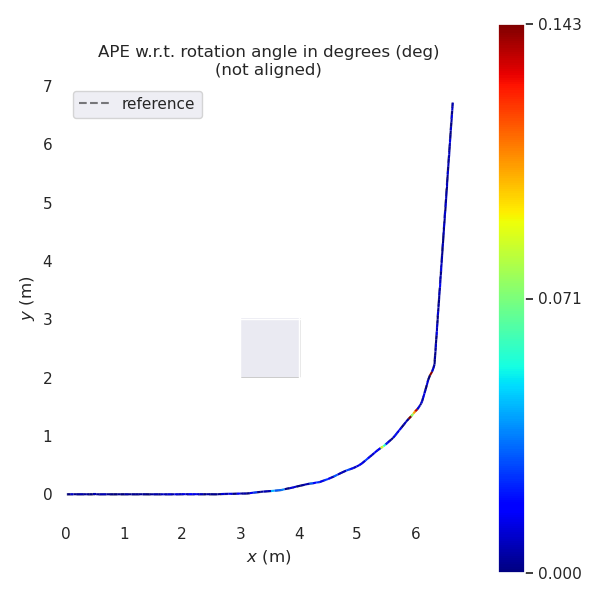 APE w.r.t. rotation angle in degrees (deg)
(not aligned)
reference
7
6
5
4
3
2
1
0
y (m)
0 1 2 3 4 5 6
x (m)
0.143
0.071
0.000